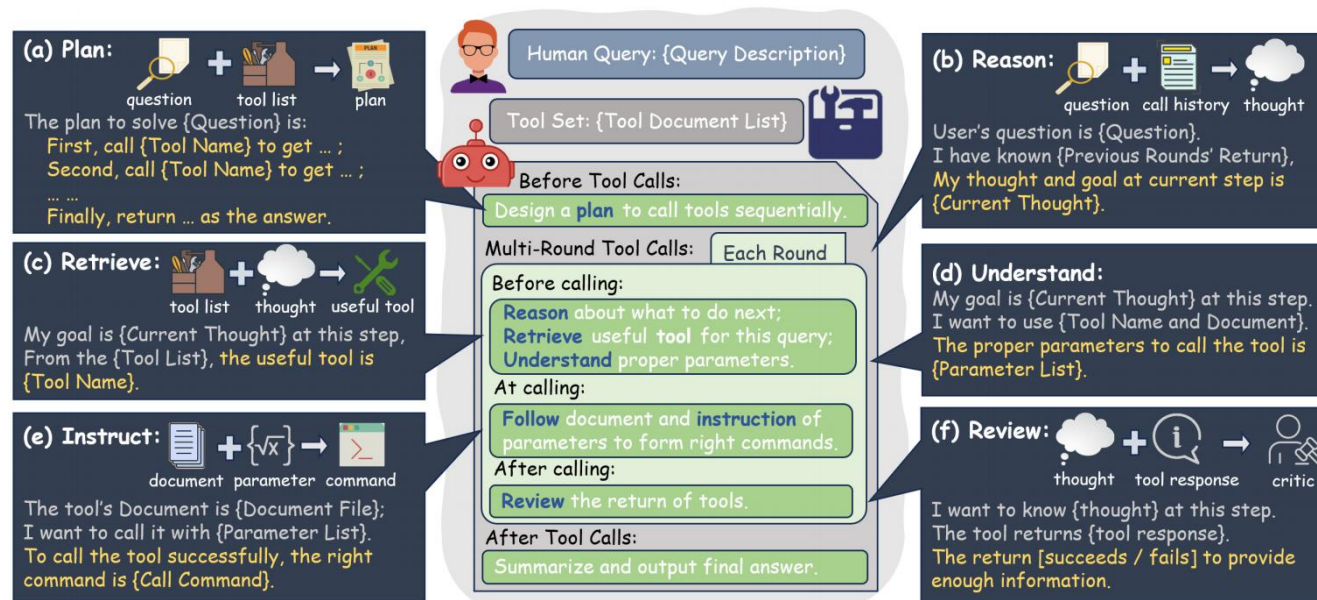 (a) Plan:
question
tool list
PLAN
plan
The plan to solve {Question} is:
First, call {Tool Name} to get ... ;
Second, call {Tool Name} to get ... ;
... ...
Finally, return ... as the answer.
(c) Retrieve:
tool list
thought
useful tool
My goal is {Current Thought} at this step,
From the {Tool List}, the useful tool is
{Tool Name}.
(e) Instruct:
{√x}
document
parameter
command
The tool's Document is {Document File};
I want to call it with {Parameter List}.
To call the tool successfully, the right
command is {Call Command}.
Human Query: {Query Description}
Tool Set: {Tool Document List}
Before Tool Calls:
Design a plan to call tools sequentially.
Multi-Round Tool Calls:
Each Round
Before calling:
Reason about what to do next;
Retrieve useful tool for this query;
Understand proper parameters.
At calling:
Follow document and instruction of
parameters to form right commands.
After calling:
Review the return of tools.
After Tool Calls:
Summarize and output final answer.
(b) Reason:
question
call history
thought
User's question is {Question}.
I have known {Previous Rounds' Return},
My thought and goal at current step is
{Current Thought}.
(d) Understand:
My goal is {Current Thought} at this step.
I want to use {Tool Name and Document}.
The proper parameters to call the tool is
{Parameter List}.
(f) Review:
thought
tool response
critic
I want to know {thought} at this step.
The tool returns {tool response}.
The return [succeeds / fails] to provide
enough information.